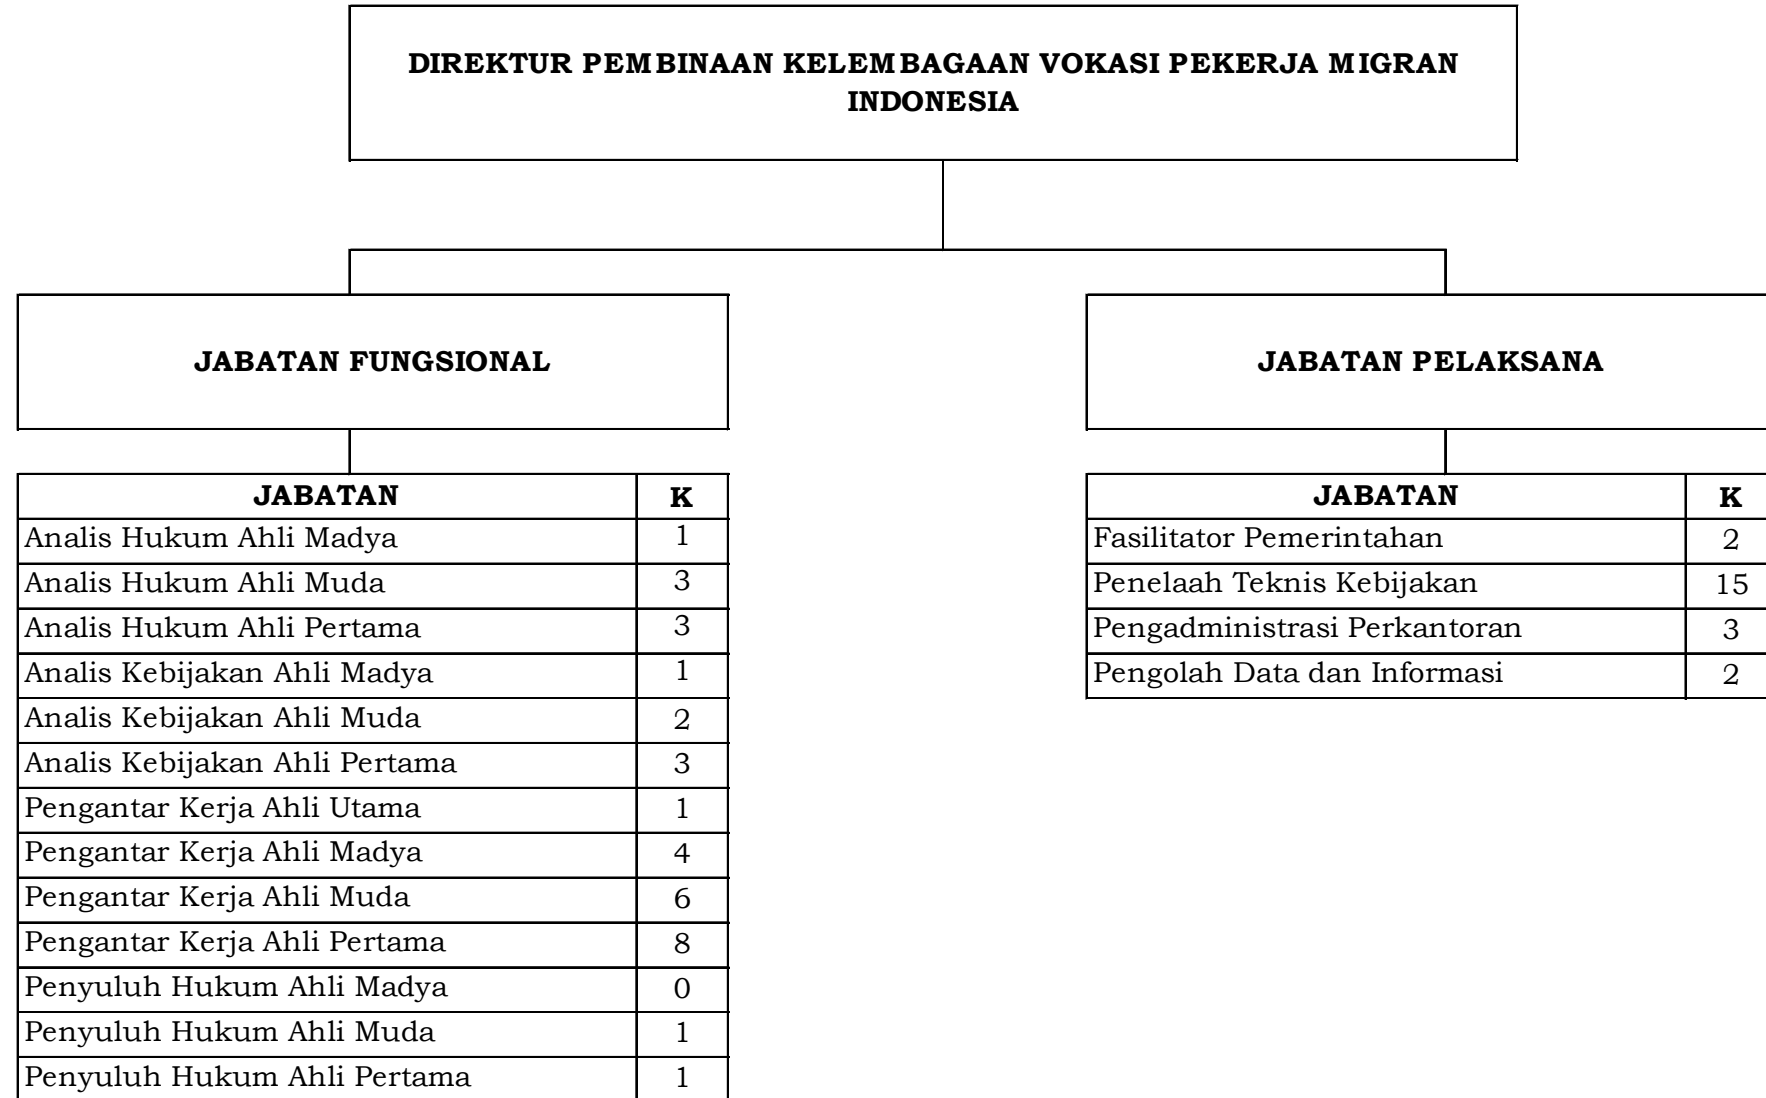 DIREKTUR PEMBINAAN KELEMBAGAAN VOKASI PEKERJA MIGRAN
INDONESIA
JABATAN FUNGSIONAL
JABATAN K
Analis Hukum Ahli Madya 1
Analis Hukum Ahli Muda 3
Analis Hukum Ahli Pertama 3
Analis Kebijakan Ahli Madya 1
Analis Kebijakan Ahli Muda 2
Analis Kebijakan Ahli Pertama 3
Pengantar Kerja Ahli Utama 1
Pengantar Kerja Ahli Madya 4
Pengantar Kerja Ahli Muda 6
Pengantar Kerja Ahli Pertama 8
Penyuluh Hukum Ahli Madya 0
Penyuluh Hukum Ahli Muda 1
Penyuluh Hukum Ahli Pertama 1
JABATAN PELAKSANA
JABATAN K
Fasilitator Pemerintahan 2
Penelaah Teknis Kebijakan 15
Pengadministrasi Perkantoran 3
Pengolah Data dan Informasi 2